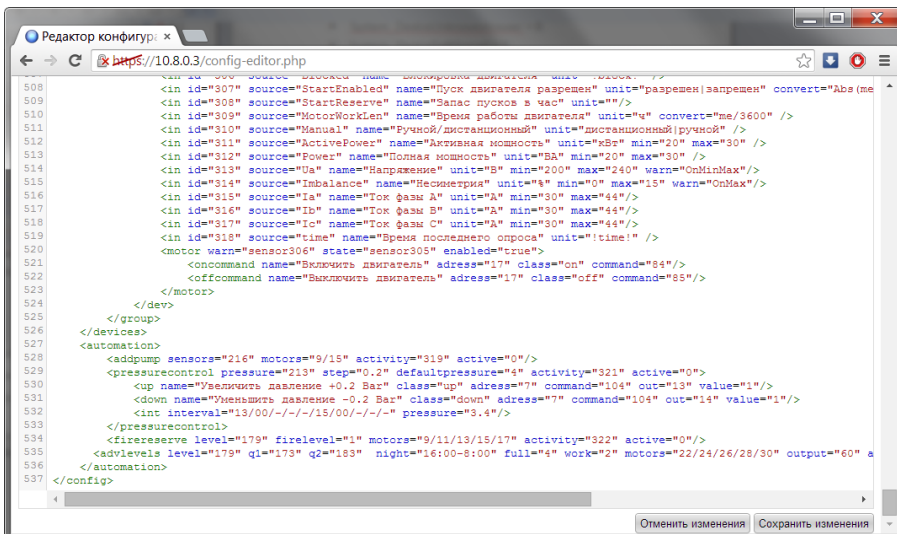 Редактор конфигура
https://10.8.0.3/config-editor.php
508 <in id="307" source="StartEnabled" name="Пуск двигателя разрешен" unit="разрешен|запрещен" convert="Abs(me
509 <in id="308" source="StartReserve" name="Запас пусков в час" unit=""/>
510 <in id="309" source="MotorWorkLen" name="Время работы двигателя" unit="ч" convert="me/3600" />
511 <in id="310" source="Manual" name="Ручной/дистанционный" unit="дистанционный|ручной" />
512 <in id="311" source="ActivePower" name="Активная мощность" unit="кВт" min="20" max="30" />
513 <in id="312" source="Power" name="Полная мощность" unit="ВА" min="20" max="30" />
514 <in id="313" source="Ua" name="Напряжение" unit="В" min="200" max="240" warn="OnMinMax"/>
515 <in id="314" source="Imbalance" name="Несиметрия" unit="%" min="0" max="15" warn="OnMax"/>
516 <in id="315" source="Ia" name="Ток фазы А" unit="А" min="30" max="44"/>
517 <in id="316" source="Ib" name="Ток фазы В" unit="А" min="30" max="44"/>
518 <in id="317" source="Ic" name="Ток фазы С" unit="А" min="30" max="44"/>
519 <in id="318" source="time" name="Время последнего опроса" unit="!time!" />
520 <motor warn="sensor306" state="sensor305" enabled="true">
521 <oncommand name="Включить двигатель" adress="17" class="on" command="84"/>
522 <offcommand name="Выключить двигатель" adress="17" class="off" command="85"/>
523 </motor>
524 </dev>
525 </group>
526 </devices>
527 <automation>
528 <addpump sensors="216" motors="9/15" activity="319" active="0"/>
529 <pressurecontrol pressure="213" step="0.2" defaultpressure="4" activity="321" active="0">
530 <up name="Увеличить давление +0.2 Bar" class="up" adress="7" command="104" out="13" value="1"/>
531 <down name="Уменьшить давление -0.2 Bar" class="down" adress="7" command="104" out="14" value="1"/>
532 <int interval="13/00/-/-/-/15/00/-/-/-" pressure="3.4"/>
533 </pressurecontrol>
534 <firereserve level="179" firelevel="1" motors="9/11/13/15/17" activity="322" active="0"/>
535 <advlevels level="179" q1="173" q2="183" night="16:00-8:00" full="4" work="2" motors="22/24/26/28/30" output="60" a
536 </automation>
537 </config>
Отменить изменения Сохранить изменения